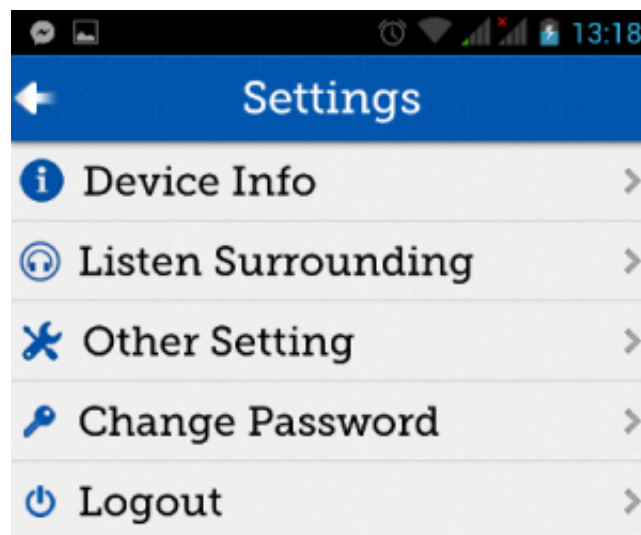 13:18
Settings
Device Info
Listen Surrounding
Other Setting
Change Password
Logout